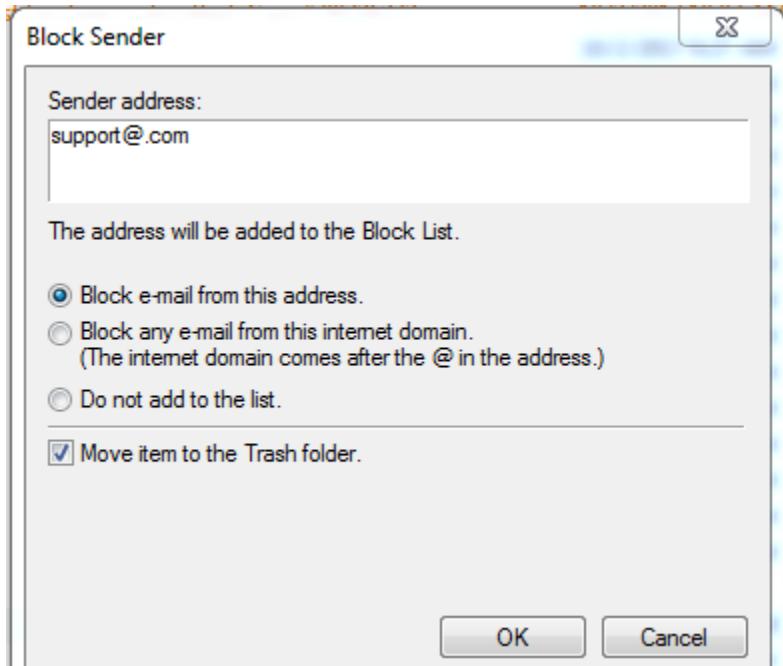 Block Sender
Sender address:
support@.com
The address will be added to the Block List.
Block e-mail from this address.
Block any e-mail from this internet domain.
(The internet domain comes after the @ in the address.)
Do not add to the list.
Move item to the Trash folder.
OK Cancel